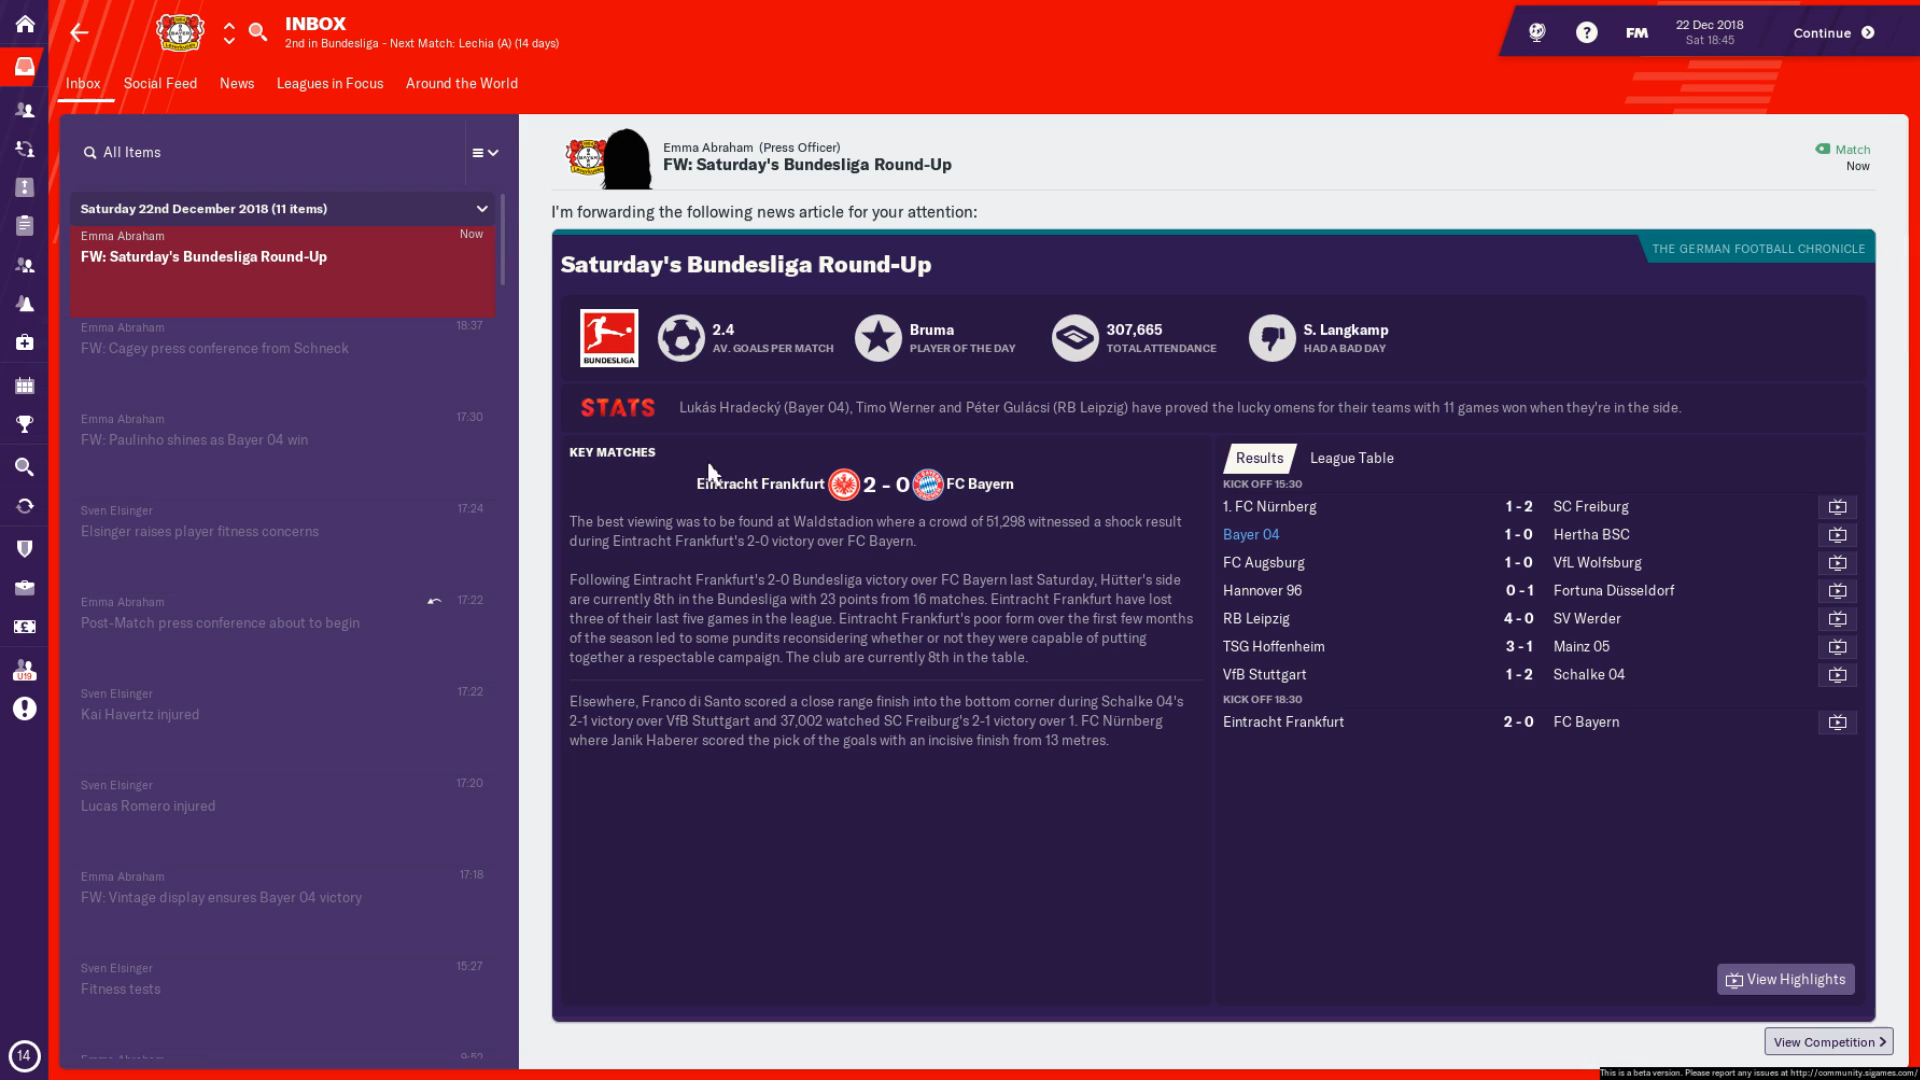 INBOX
2nd in Bundesliga - Next Match: Lechia (A) (14 days)
FM
22 Dec 2018
Sat 18:45
Continue
Inbox
Social Feed
News
Leagues in Focus
Around the World
All Items
Saturday 22nd December 2018 (11 items)
Emma Abraham
Now
FW: Saturday's Bundesliga Round-Up
Emma Abraham
18:37
FW: Cagey press conference from Schneck
Emma Abraham
17:30
FW: Paulinho shines as Bayer 04 win
Sven Elsinger
17:24
Elsinger raises player fitness concerns
Emma Abraham
17:22
Post-Match press conference about to begin
Sven Elsinger
17:22
Kai Havertz injured
Sven Elsinger
17:20
Lucas Romero injured
Emma Abraham
17:18
FW: Vintage display ensures Bayer 04 victory
Sven Elsinger
15:27
Fitness tests
U19
14
Emma Abraham (Press Officer)
FW: Saturday's Bundesliga Round-Up
Match
Now
I'm forwarding the following news article for your attention:
THE GERMAN FOOTBALL CHRONICLE
Saturday's Bundesliga Round-Up
BUNDESLIGA
2.4
AV. GOALS PER MATCH
Bruma
PLAYER OF THE DAY
307,665
TOTAL ATTENDANCE
S. Langkamp
HAD A BAD DAY
STATS
Lukás Hradecký (Bayer 04), Timo Werner and Péter Gulácsi (RB Leipzig) have proved the lucky omens for their teams with 11 games won when they're in the side.
KEY MATCHES
Eintracht Frankfurt 2 - 0 FC Bayern
The best viewing was to be found at Waldstadion where a crowd of 51,298 witnessed a shock result
during Eintracht Frankfurt's 2-0 victory over FC Bayern.
Following Eintracht Frankfurt's 2-0 Bundesliga victory over FC Bayern last Saturday, Hütter's side
are currently 8th in the Bundesliga with 23 points from 16 matches. Eintracht Frankfurt have lost
three of their last five games in the league. Eintracht Frankfurt's poor form over the first few months
of the season led to some pundits reconsidering whether or not they were capable of putting
together a respectable campaign. The club are currently 8th in the table.
Elsewhere, Franco di Santo scored a close range finish into the bottom corner during Schalke 04's
2-1 victory over VfB Stuttgart and 37,002 watched SC Freiburg's 2-1 victory over 1. FC Nürnberg
where Janik Haberer scored the pick of the goals with an incisive finish from 13 metres.
Results
League Table
KICK OFF 15:30
1. FC Nürnberg 1 - 2 SC Freiburg
Bayer 04 1 - 0 Hertha BSC
FC Augsburg 1 - 0 VfL Wolfsburg
Hannover 96 0 - 1 Fortuna Düsseldorf
RB Leipzig 4 - 0 SV Werder
TSG Hoffenheim 3 - 1 Mainz 05
VfB Stuttgart 1 - 2 Schalke 04
KICK OFF 18:30
Eintracht Frankfurt 2 - 0 FC Bayern
View Highlights
View Competition
This is a beta version. Please report any issues at http://community.sigames.com/